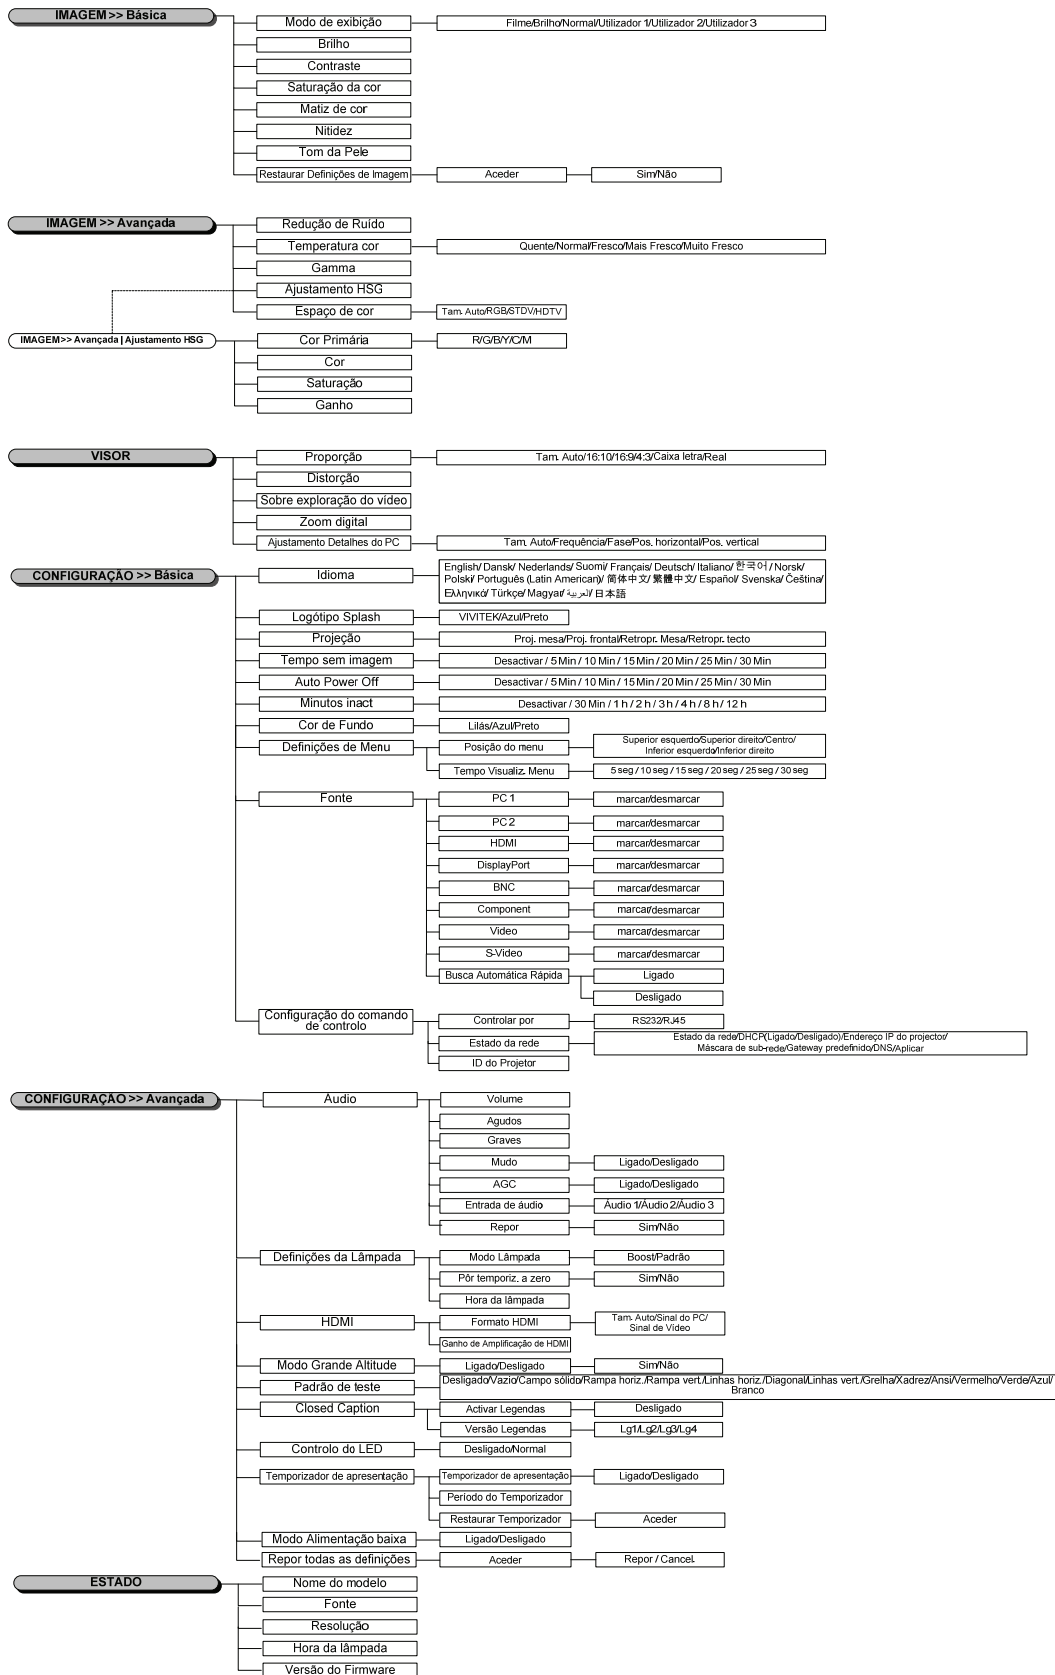 IMAGEM >> Básica
Modo de exibição
Filme/Brilho/Normal/Utilizador 1/Utilizador 2/Utilizador 3
Brilho
Contraste
Saturação da cor
Matiz de cor
Nitidez
Tom da Pele
Restaurar Definições de Imagem
Aceder
Sim/Não
IMAGEM >> Avançada
Redução de Ruído
Temperatura cor
Quente/Normal/Fresco/Mais Fresco/Muito Fresco
Gamma
Ajustamento HSG
Espaço de cor
Tam. Auto/RGB/STDV/HDTV
IMAGEM>> Avançada | Ajustamento HSG
Cor Primária
R/G/B/Y/C/M
Cor
Saturação
Ganho
VISOR
Proporção
Tam. Auto/16:10/16:9/4:3/Caixa letra/Real
Distorção
Sobre exploração do vídeo
Zoom digital
Ajustamento Detalhes do PC
Tam. Auto/Frequência/Fase/Pos. horizontal/Pos. vertical
CONFIGURAÇÃO >> Básica
Idioma
English/ Dansk/ Nederlands/ Suomi/ Français/ Deutsch/ Italiano/ 한국어/ Norsk/
Polski/ Português (Latin American)/ 简体中文/ 繁體中文/ Español/ Svenska/ Čeština/
Ελληνικά/ Türkçe/ Magyar/ العربية/ 日本語
Logótipo Splash
VIVITEK/Azul/Preto
Projeção
Proj. mesa/Proj. frontal/Retropr. Mesa/Retropr. tecto
Tempo sem imagem
Desactivar / 5 Min / 10 Min / 15 Min / 20 Min / 25 Min / 30 Min
Auto Power Off
Desactivar / 5 Min / 10 Min / 15 Min / 20 Min / 25 Min / 30 Min
Minutos inact
Desactivar / 30 Min / 1 h / 2 h / 3 h / 4 h / 8 h / 12 h
Cor de Fundo
Lilás/Azul/Preto
Definições de Menu
Posição do menu
Superior esquerdo/Superior direito/Centro/
Inferior esquerdo/Inferior direito
Tempo Visualiz. Menu
5 seg / 10 seg / 15 seg / 20 seg / 25 seg / 30 seg
Fonte
PC 1
marcar/desmarcar
PC 2
marcar/desmarcar
HDMI
marcar/desmarcar
DisplayPort
marcar/desmarcar
BNC
marcar/desmarcar
Component
marcar/desmarcar
Video
marcar/desmarcar
S-Video
marcar/desmarcar
Busca Automática Rápida
Ligado
Desligado
Configuração do comando
de controlo
Controlar por
RS232/RJ45
Estado da rede
Estado da rede/DHCP(Ligado/Desligado)/Endereço IP do projector/
Máscara de sub-rede/Gateway predefinido/DNS/Aplicar
ID do Projetor
CONFIGURAÇÃO >> Avançada
Áudio
Volume
Agudos
Graves
Mudo
Ligado/Desligado
AGC
Ligado/Desligado
Entrada de áudio
Áudio 1/Áudio 2/Áudio 3
Repor
Sim/Não
Definições da Lâmpada
Modo Lâmpada
Boost/Padrão
Pôr temporiz. a zero
Sim/Não
Hora da lâmpada
HDMI
Formato HDMI
Tam. Auto/Sinal do PC/
Sinal de Vídeo
Ganho de Amplificação de HDMI
Modo Grande Altitude
Ligado/Desligado
Sim/Não
Padrão de teste
Desligado/Vazio/Campo sólido/Rampa horiz./Rampa vert./Linhas horiz./Diagonal/Linhas vert./Grelha/Xadrez/Ansi/Vermelho/Verde/Azul/
Branco
Closed Caption
Activar Legendas
Desligado
Versão Legendas
Lg1/Lg2/Lg3/Lg4
Controlo do LED
Desligado/Normal
Temporizador de apresentação
Temporizador de apresentação
Ligado/Desligado
Período do Temporizador
Restaurar Temporizador
Aceder
Modo Alimentação baixa
Ligado/Desligado
Repor todas as definições
Aceder
Repor / Cancel.
ESTADO
Nome do modelo
Fonte
Resolução
Hora da lâmpada
Versão do Firmware